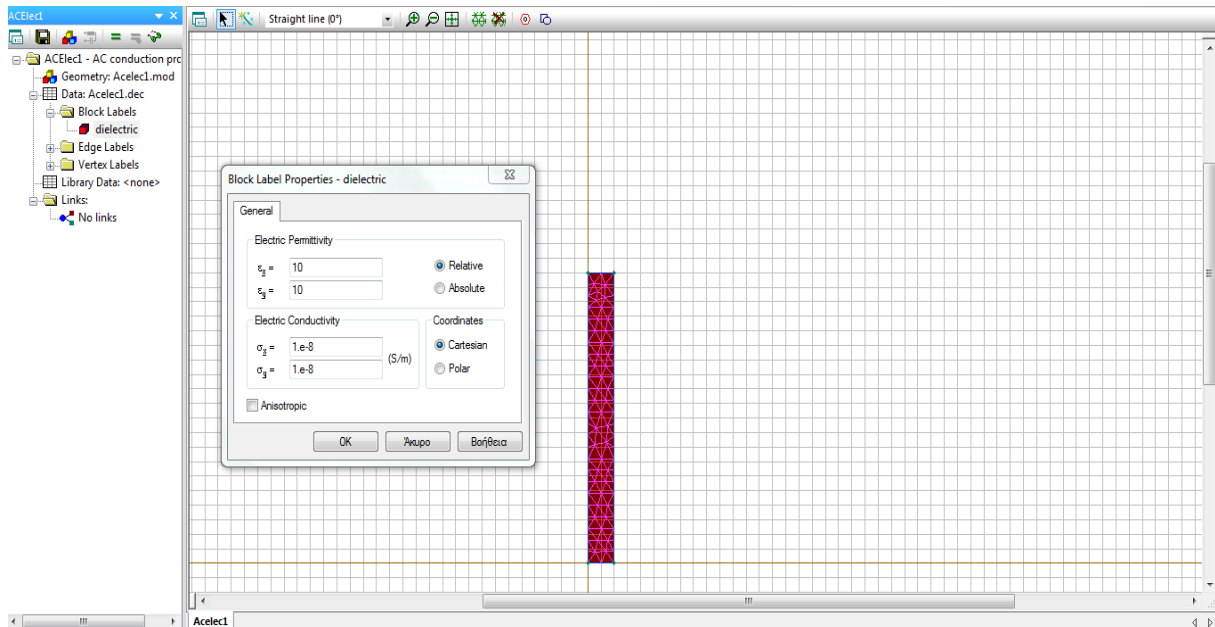 ACElec1
Straight line (0°)
ACElec1 - AC conduction prc
Geometry: Acelec1.mod
Data: Acelec1.dec
Block Labels
dielectric
Edge Labels
Vertex Labels
Library Data: <none>
Links:
No links
Block Label Properties - dielectric
General
Electric Permittivity
= 10
Relative
= 10
Absolute
Electric Conductivity
Coordinates
= 1.e-8
Cartesian
(S/m)
= 1.e-8
Polar
Anisotropic
OK Άκυρο Βοήθεια
Acelec1